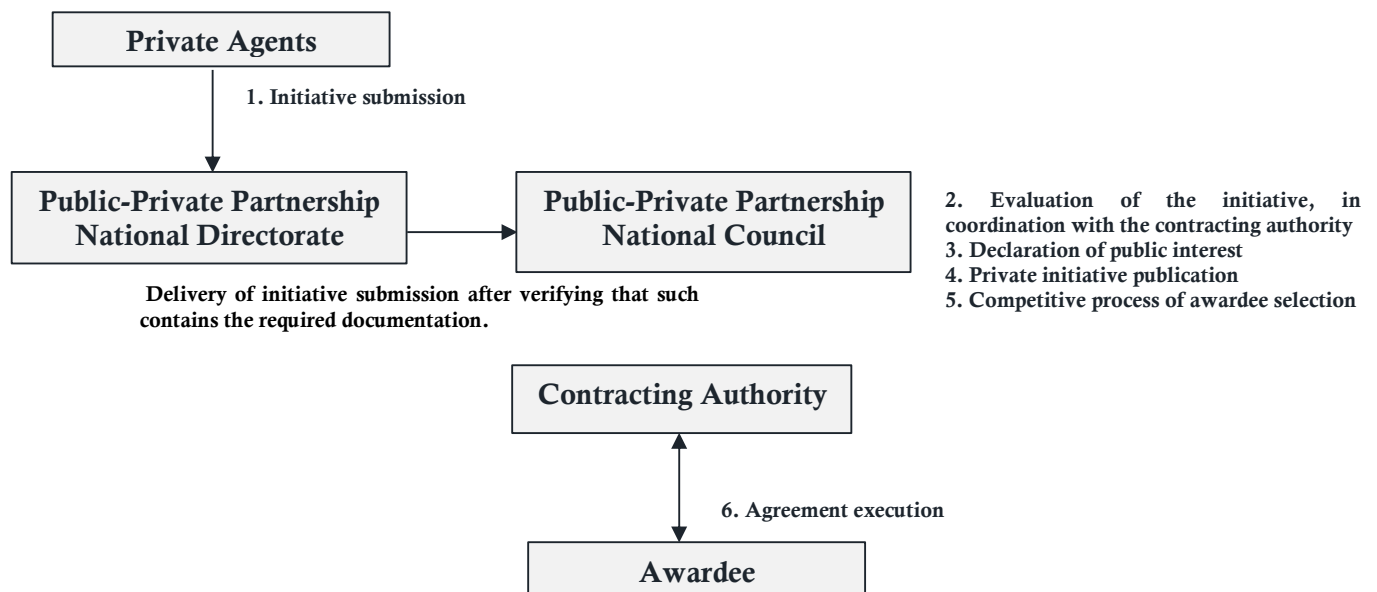 Private Agents
1. Initiative submission
Public-Private Partnership
National Directorate
Public-Private Partnership
National Council
2. Evaluation of the initiative, in
coordination with the contracting authority
3. Declaration of public interest
4. Private initiative publication
5. Competitive process of awardee selection
Delivery of initiative submission after verifying that such
contains the required documentation.
Contracting Authority
6. Agreement execution
Awardee